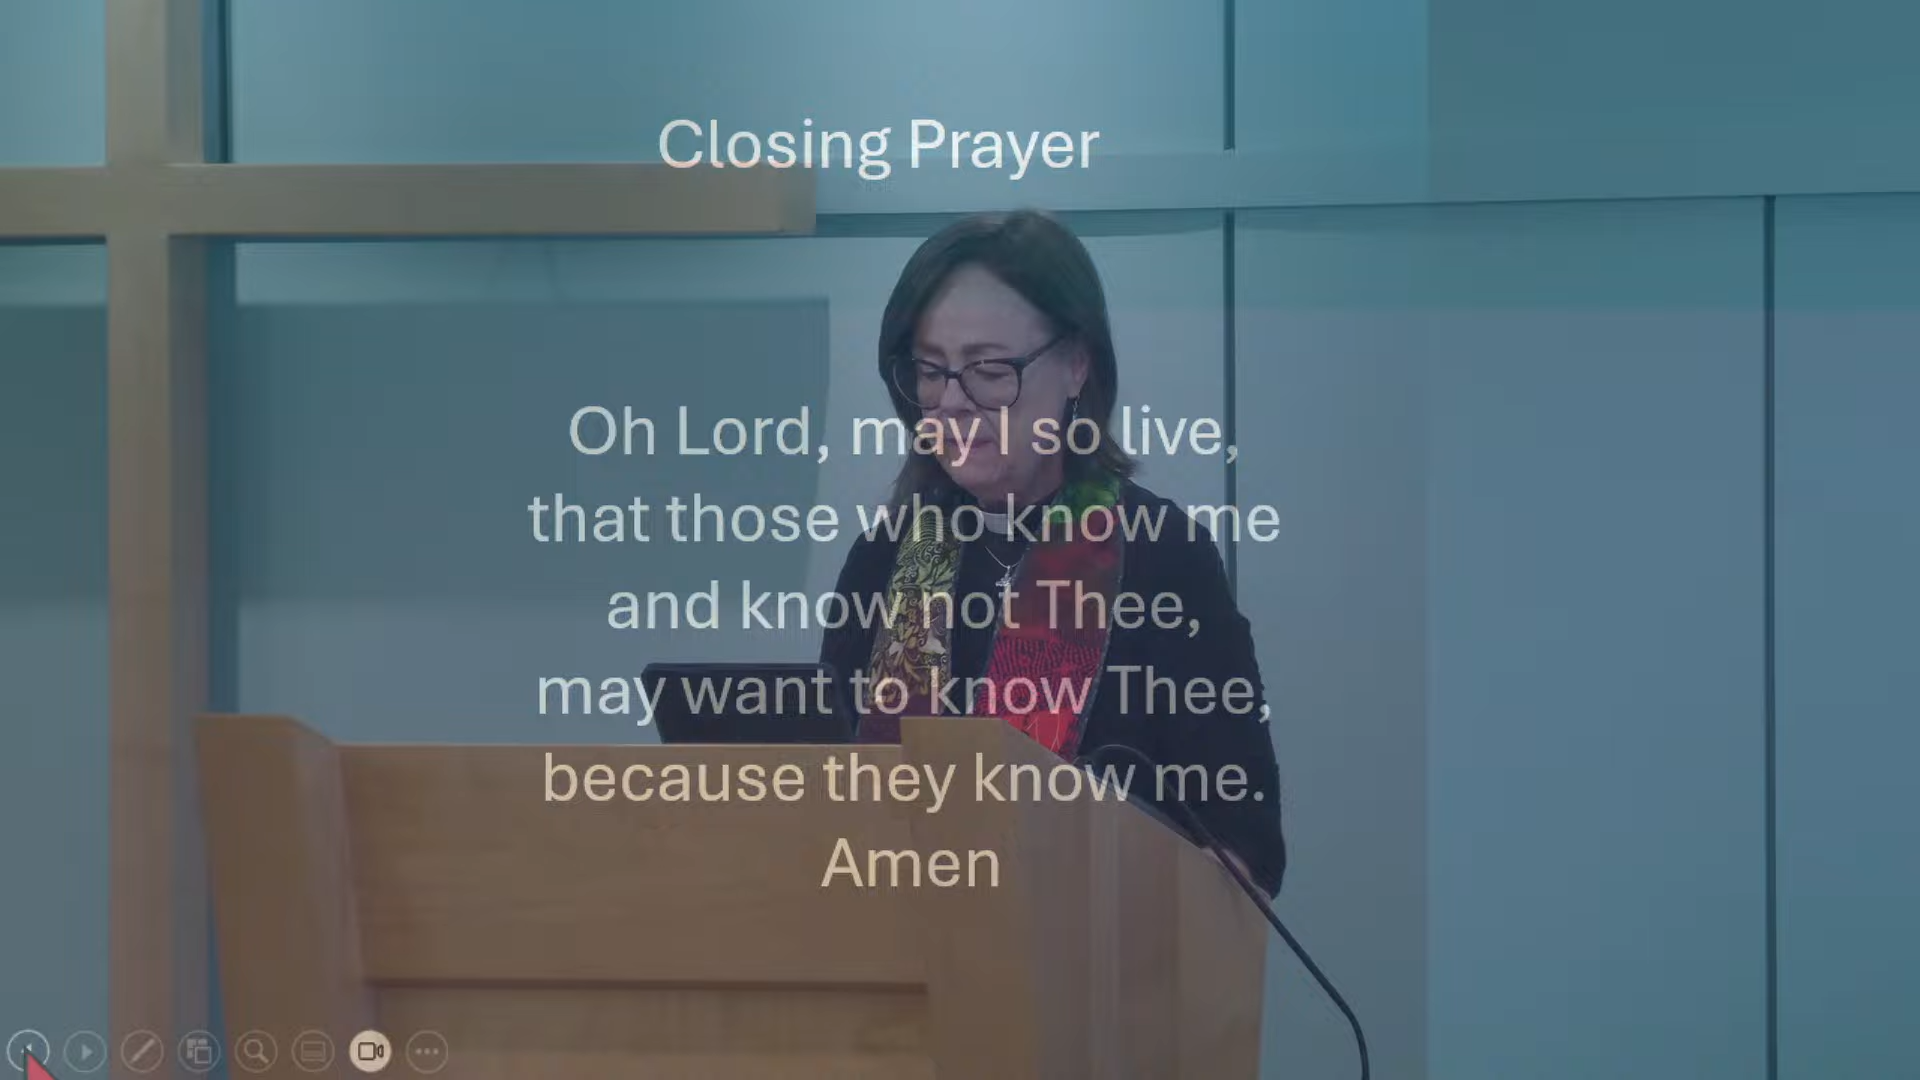 Closing Prayer
Oh Lord, may I so live,
that those who know me
and know not Thee,
may want to know Thee,
because they know me.
Amen